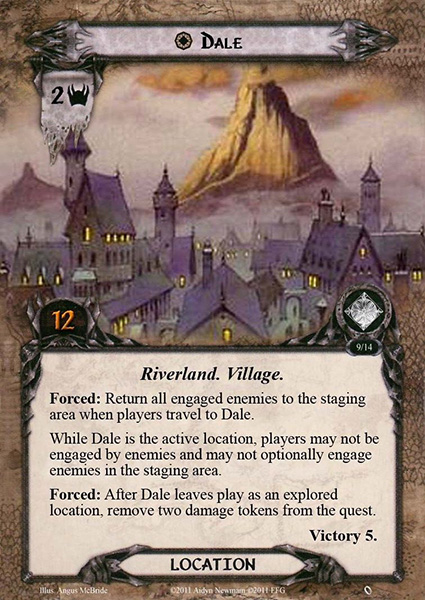 DALE
2
12
9/14
Riverland. Village.
Forced: Return all engaged enemies to the staging
area when players travel to Dale.
While Dale is the active location, players may not be
engaged by enemies and may not optionally engage
enemies in the staging area.
Forced: After Dale leaves play as an explored
location, remove two damage tokens from the quest.
Victory 5.
LOCATION
Illus. Angus McBride
©2011 Aidyn Newman ©2011 FFG